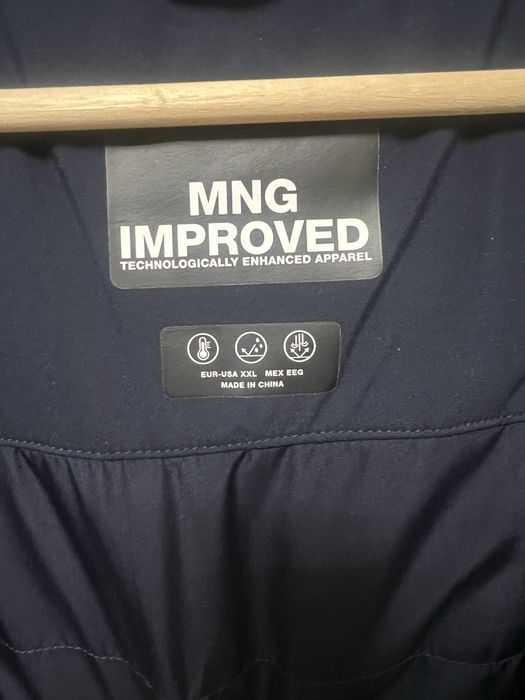 MNG
IMPROVED
TECHNOLOGICALLY ENHANCED APPAREL
EUR-USA XXL MEX EEG
MADE IN CHINA